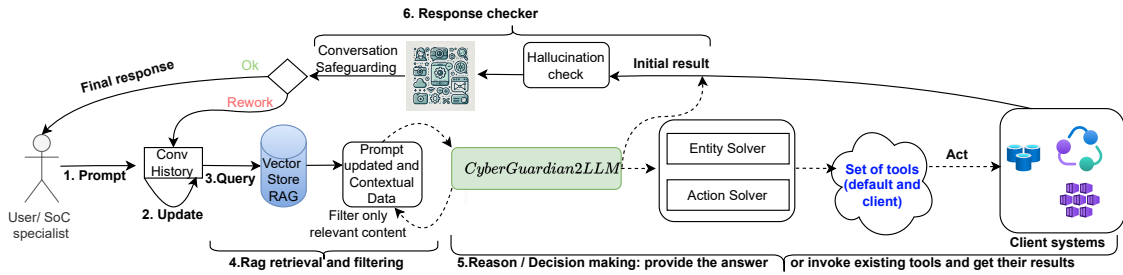 6. Response checker
Conversation
Safeguarding
Hallucination
check
Initial result
Ok
Rework
Final response
User/ SoC
specialist
1. Prompt
Conv
History
2. Update
3.Query
Vector
Store
RAG
Prompt
updated and
Contextual
Data
Filter only
relevant content
CyberGuardian2LLM
Entity Solver
Action Solver
Set of tools
(default and
client)
Act
Client systems
4.Rag retrieval and filtering
5.Reason / Decision making: provide the answer
or invoke existing tools and get their results